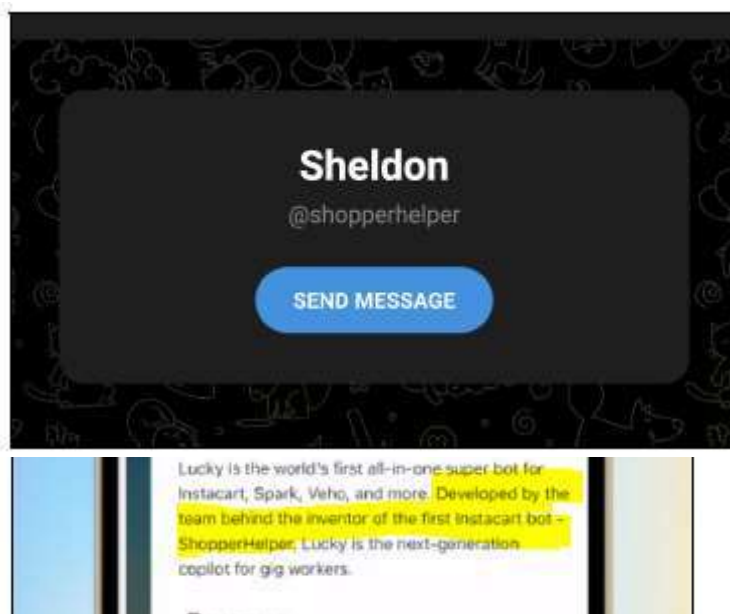 Sheldon
@shopperhelper
SEND MESSAGE
Lucky is the world's first all-in-one super bot for
Instacart, Spark, Veho, and more. Developed by the
team behind the inventor of the first Instacart bot -
ShopperHelper, Lucky is the next-generation
copilot for gig workers.